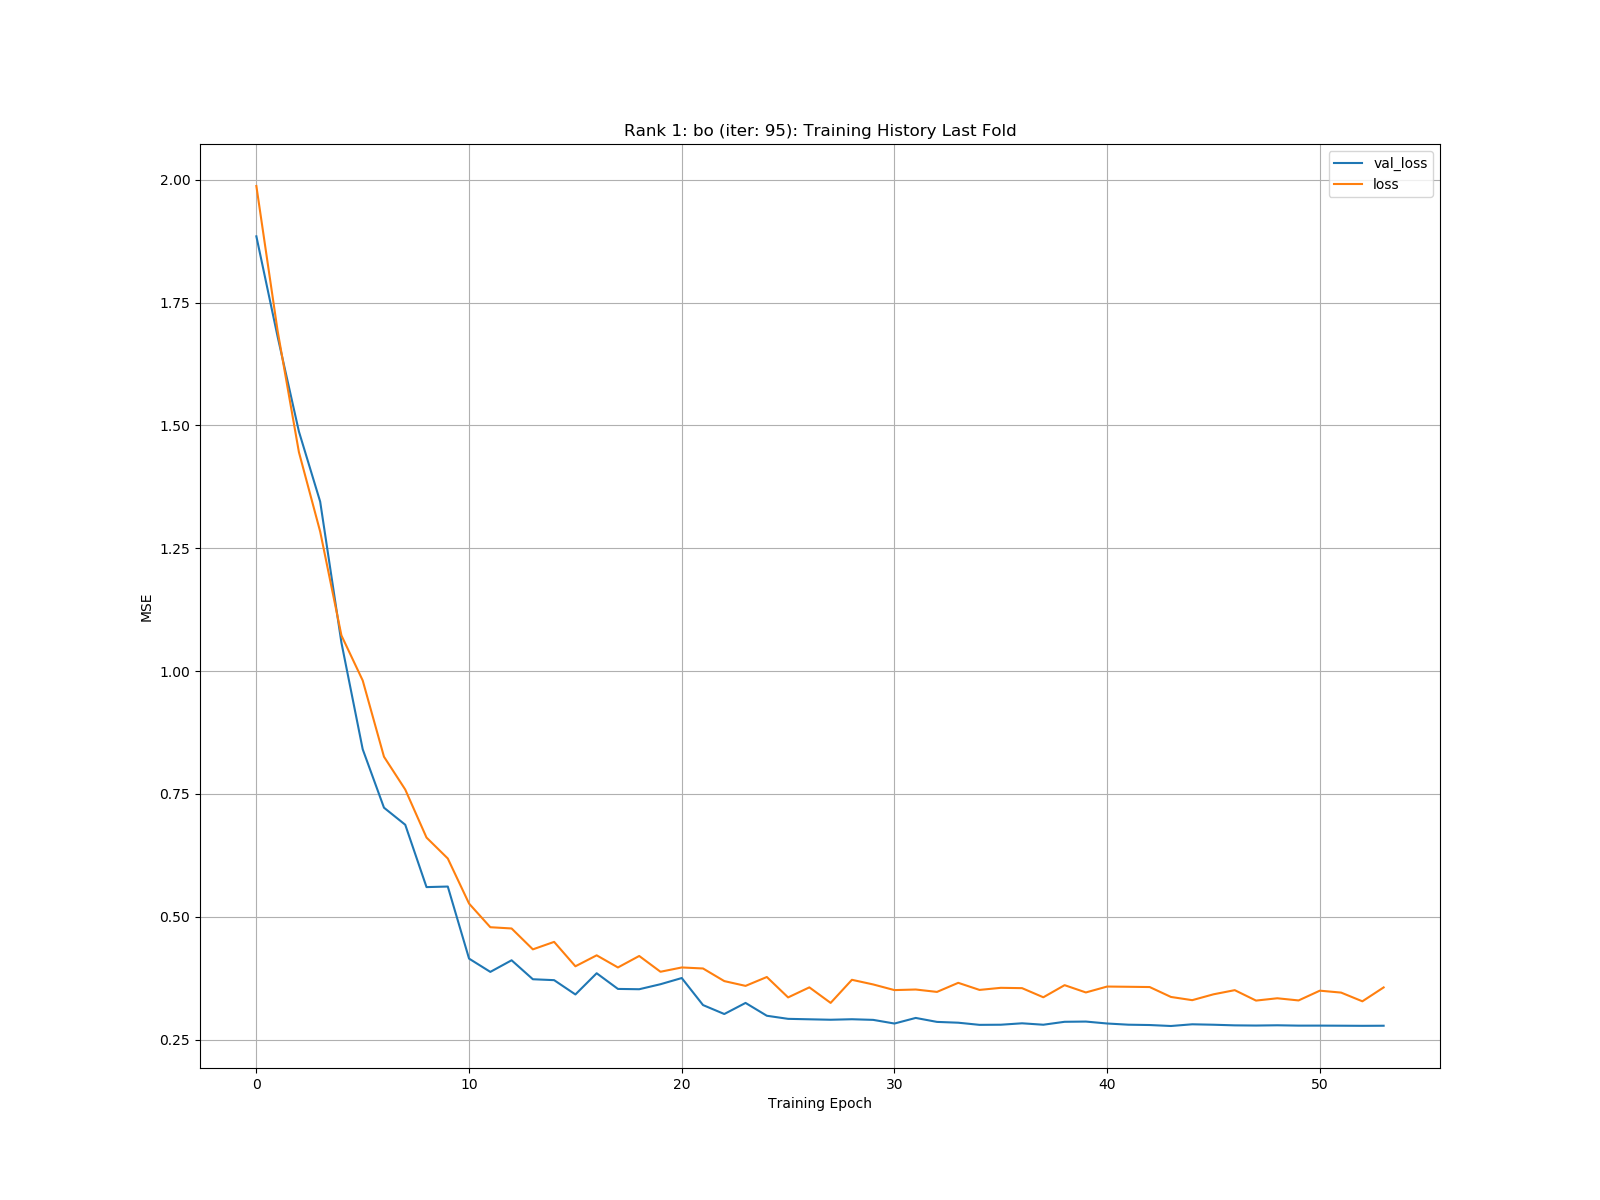 Rank 1: bo (iter: 95): Training History Last Fold
val_loss
loss
2.00
1.75
1.50
1.25
1.00
0.75
0.50
0.25
MSE
0 10 20 30 40 50
Training Epoch